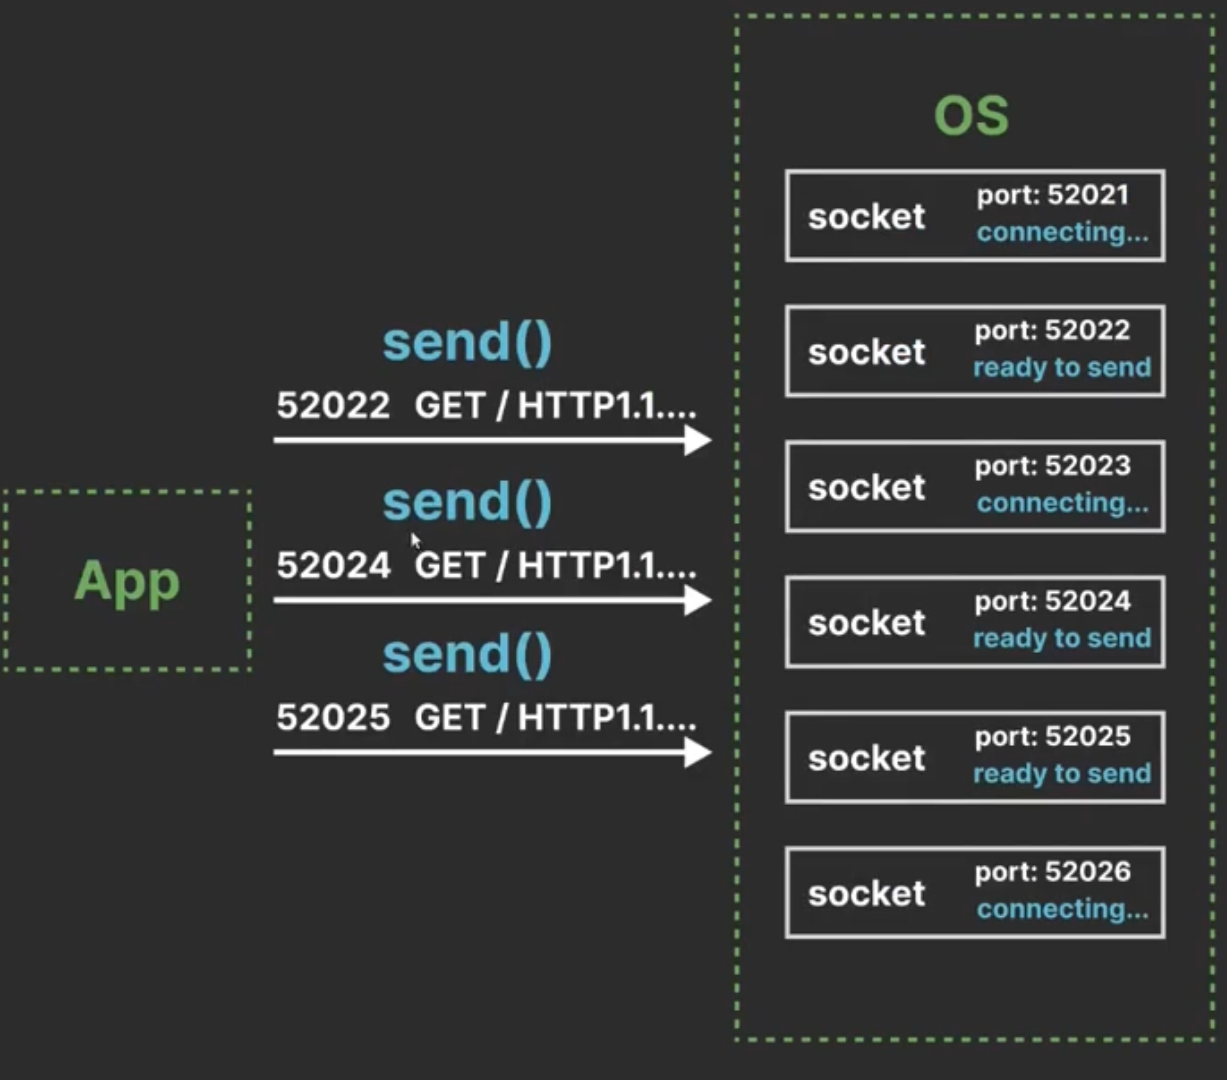 OS
socket
port: 52021
connecting...
socket
port: 52022
ready to send
socket
port: 52023
connecting...
socket
port: 52024
ready to send
socket
port: 52025
ready to send
socket
port: 52026
connecting...
send()
52022 GET / HTTP1.1....
send()
52024 GET / HTTP1.1....
send()
52025 GET / HTTP1.1....
App